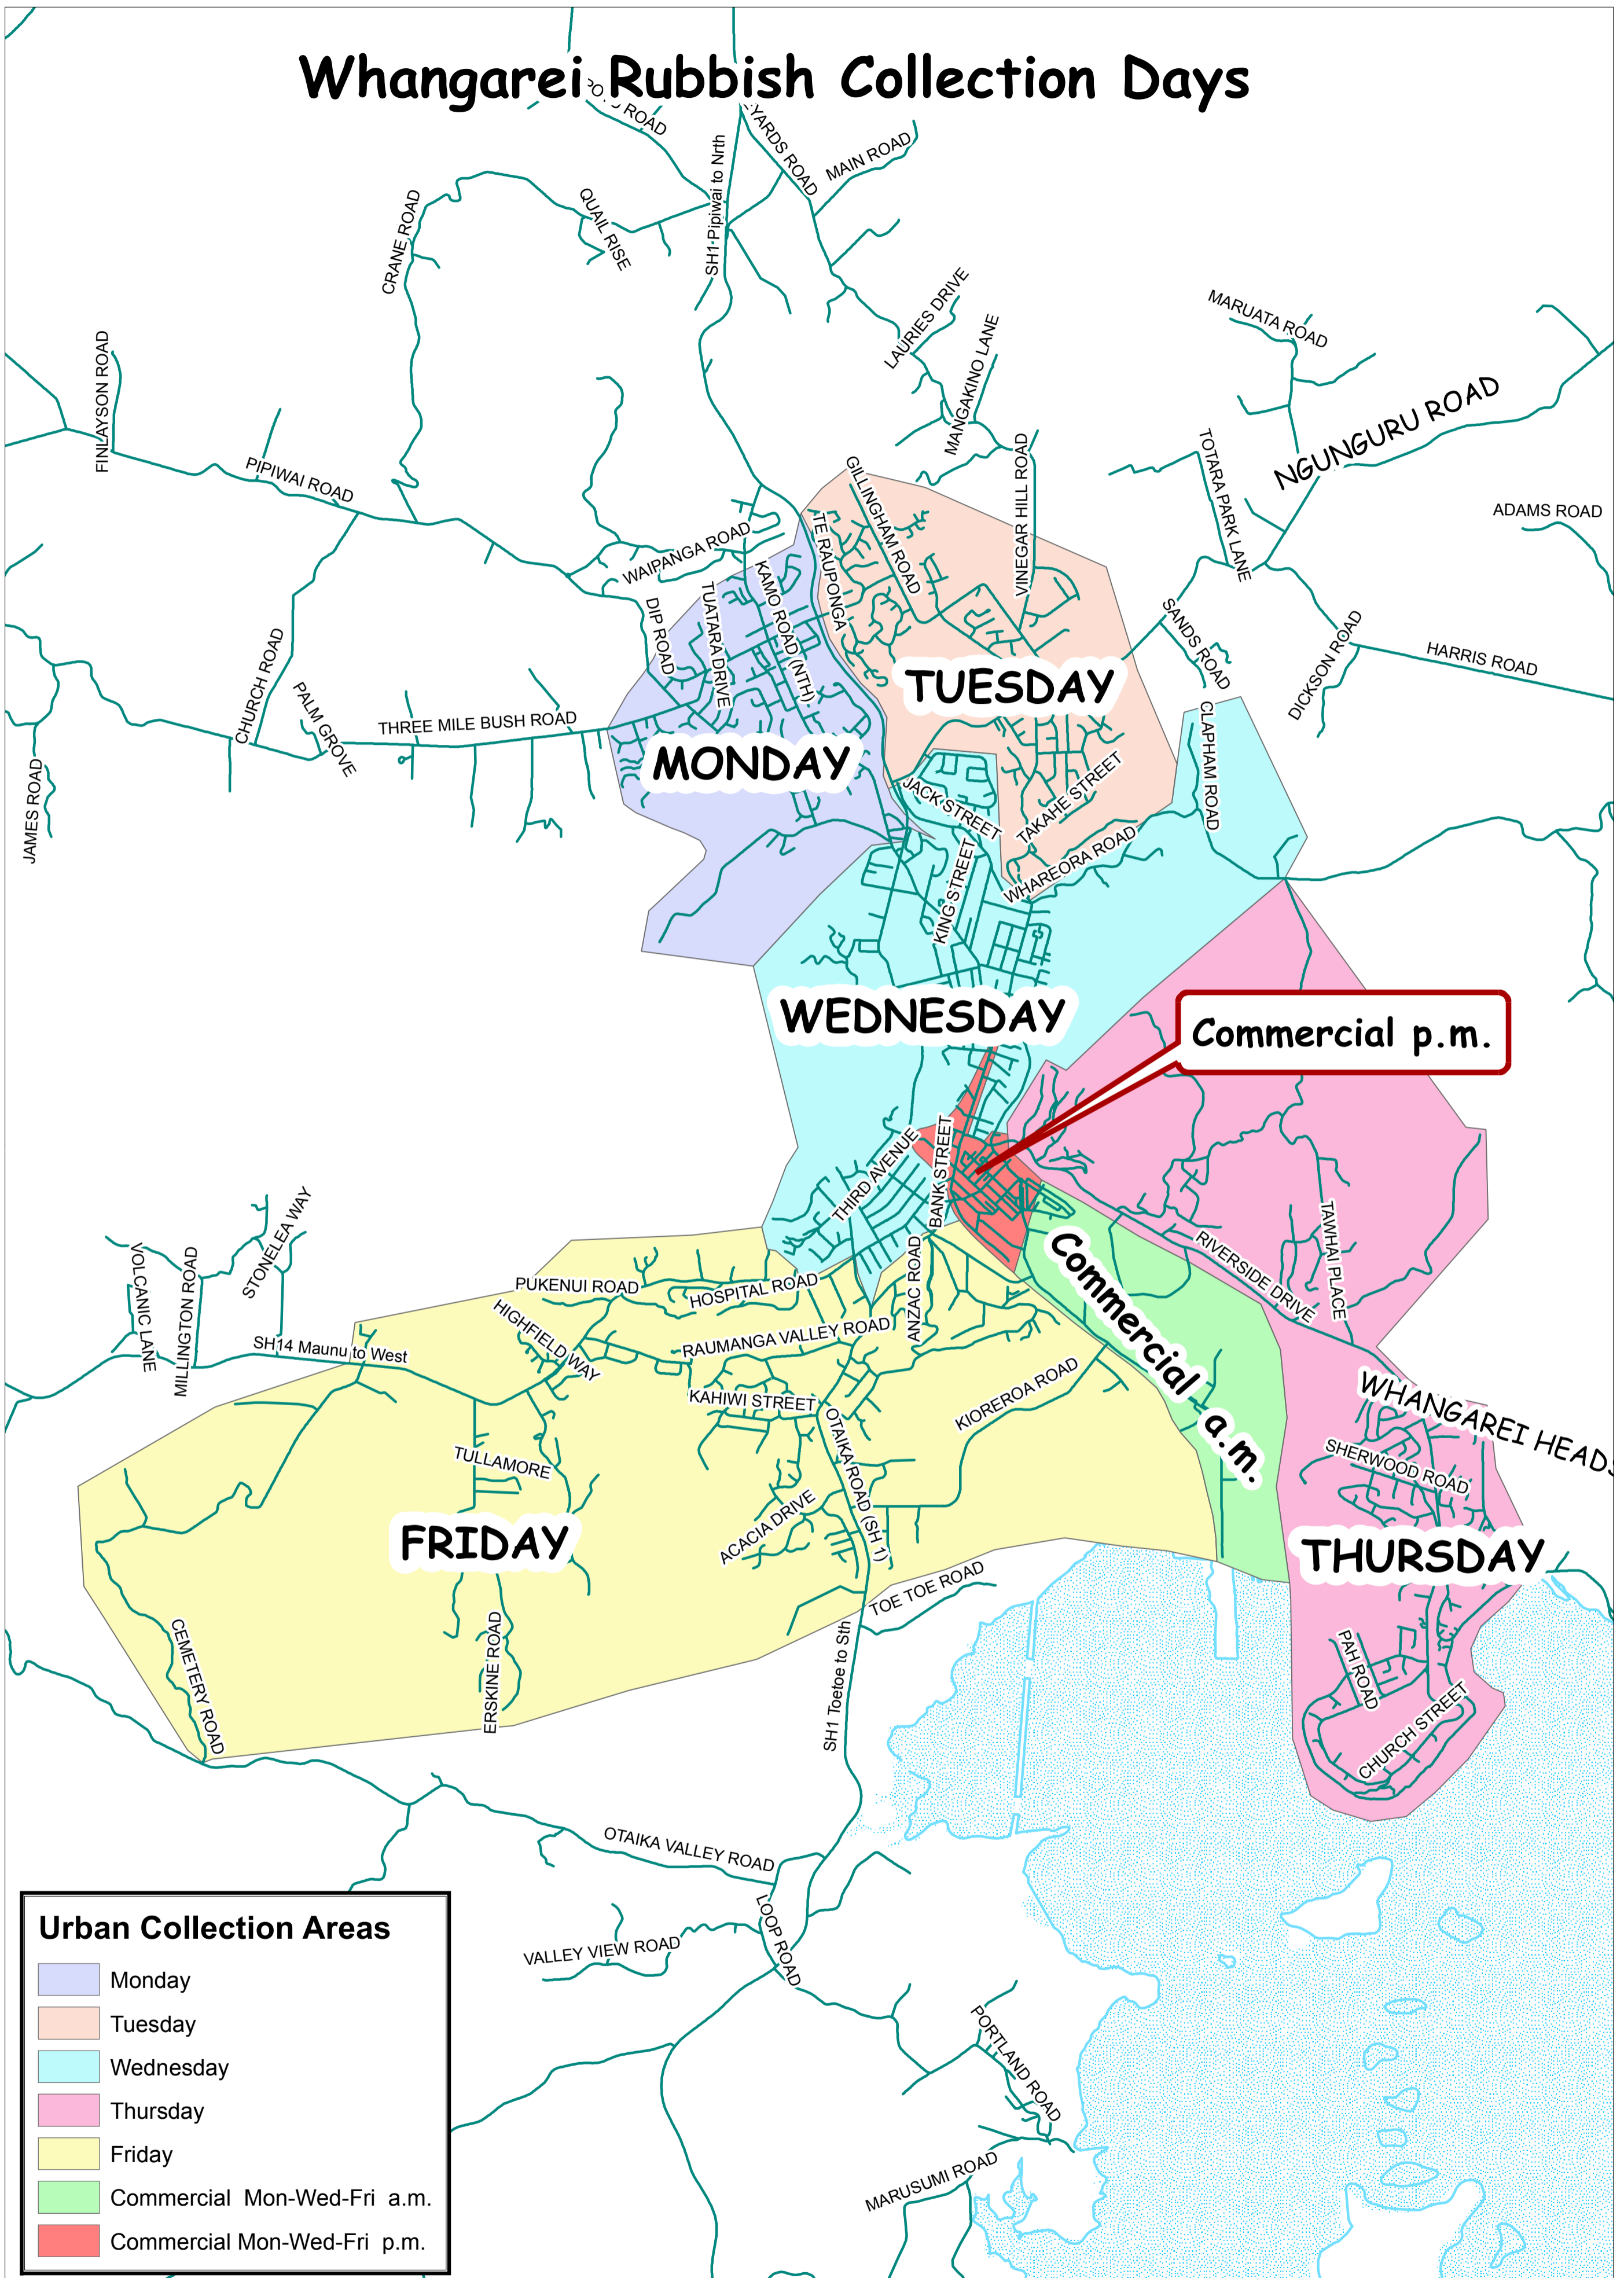 Whangarei Rubbish Collection Days
ROAD
YARDS ROAD
MAIN ROAD
SH1 Pipiwai to Nrth
CRANE ROAD
QUAIL RISE
LAURIES DRIVE
MANGAKINO LANE
MARUATA ROAD
FINLAYSON ROAD
NGUNGURU ROAD
PIPIWAI ROAD
GILLINGHAM ROAD
VINEGAR HILL ROAD
TOTARA PARK LANE
ADAMS ROAD
TE RAUPONGA
WAIPANGA ROAD
KAMO ROAD (NTH)
TUATARA DRIVE
DIP ROAD
SANDS ROAD
DICKSON ROAD
HARRIS ROAD
CHURCH ROAD
PALM GROVE
THREE MILE BUSH ROAD
TUESDAY
MONDAY
CLAPHAM ROAD
JAMES ROAD
JACK STREET
TAKAHE STREET
WHAREORA ROAD
KING STREET
WEDNESDAY
Commercial p.m.
THIRD AVENUE
BANK STREET
STONELEA WAY
VOLCANIC LANE
MILLINGTON ROAD
TAWHAI PLACE
RIVERSIDE DRIVE
Commercial a.m.
ANZAC ROAD
PUKENUI ROAD
HOSPITAL ROAD
HIGHFIELD WAY
RAUMANGA VALLEY ROAD
SH14 Maunu to West
KAHIWI STREET
KIOREROA ROAD
WHANGAREI HEADS
OTAIKA ROAD (SH 1)
SHERWOOD ROAD
TULLAMORE
ACACIA DRIVE
FRIDAY
THURSDAY
TOE TOE ROAD
CEMETERY ROAD
ERSKINE ROAD
SH1 Toetoe to Sth
PAH ROAD
CHURCH STREET
OTAIKA VALLEY ROAD
LOOP ROAD
VALLEY VIEW ROAD
PORTLAND ROAD
MARUSUMI ROAD
Urban Collection Areas
Monday
Tuesday
Wednesday
Thursday
Friday
Commercial Mon-Wed-Fri a.m.
Commercial Mon-Wed-Fri p.m.